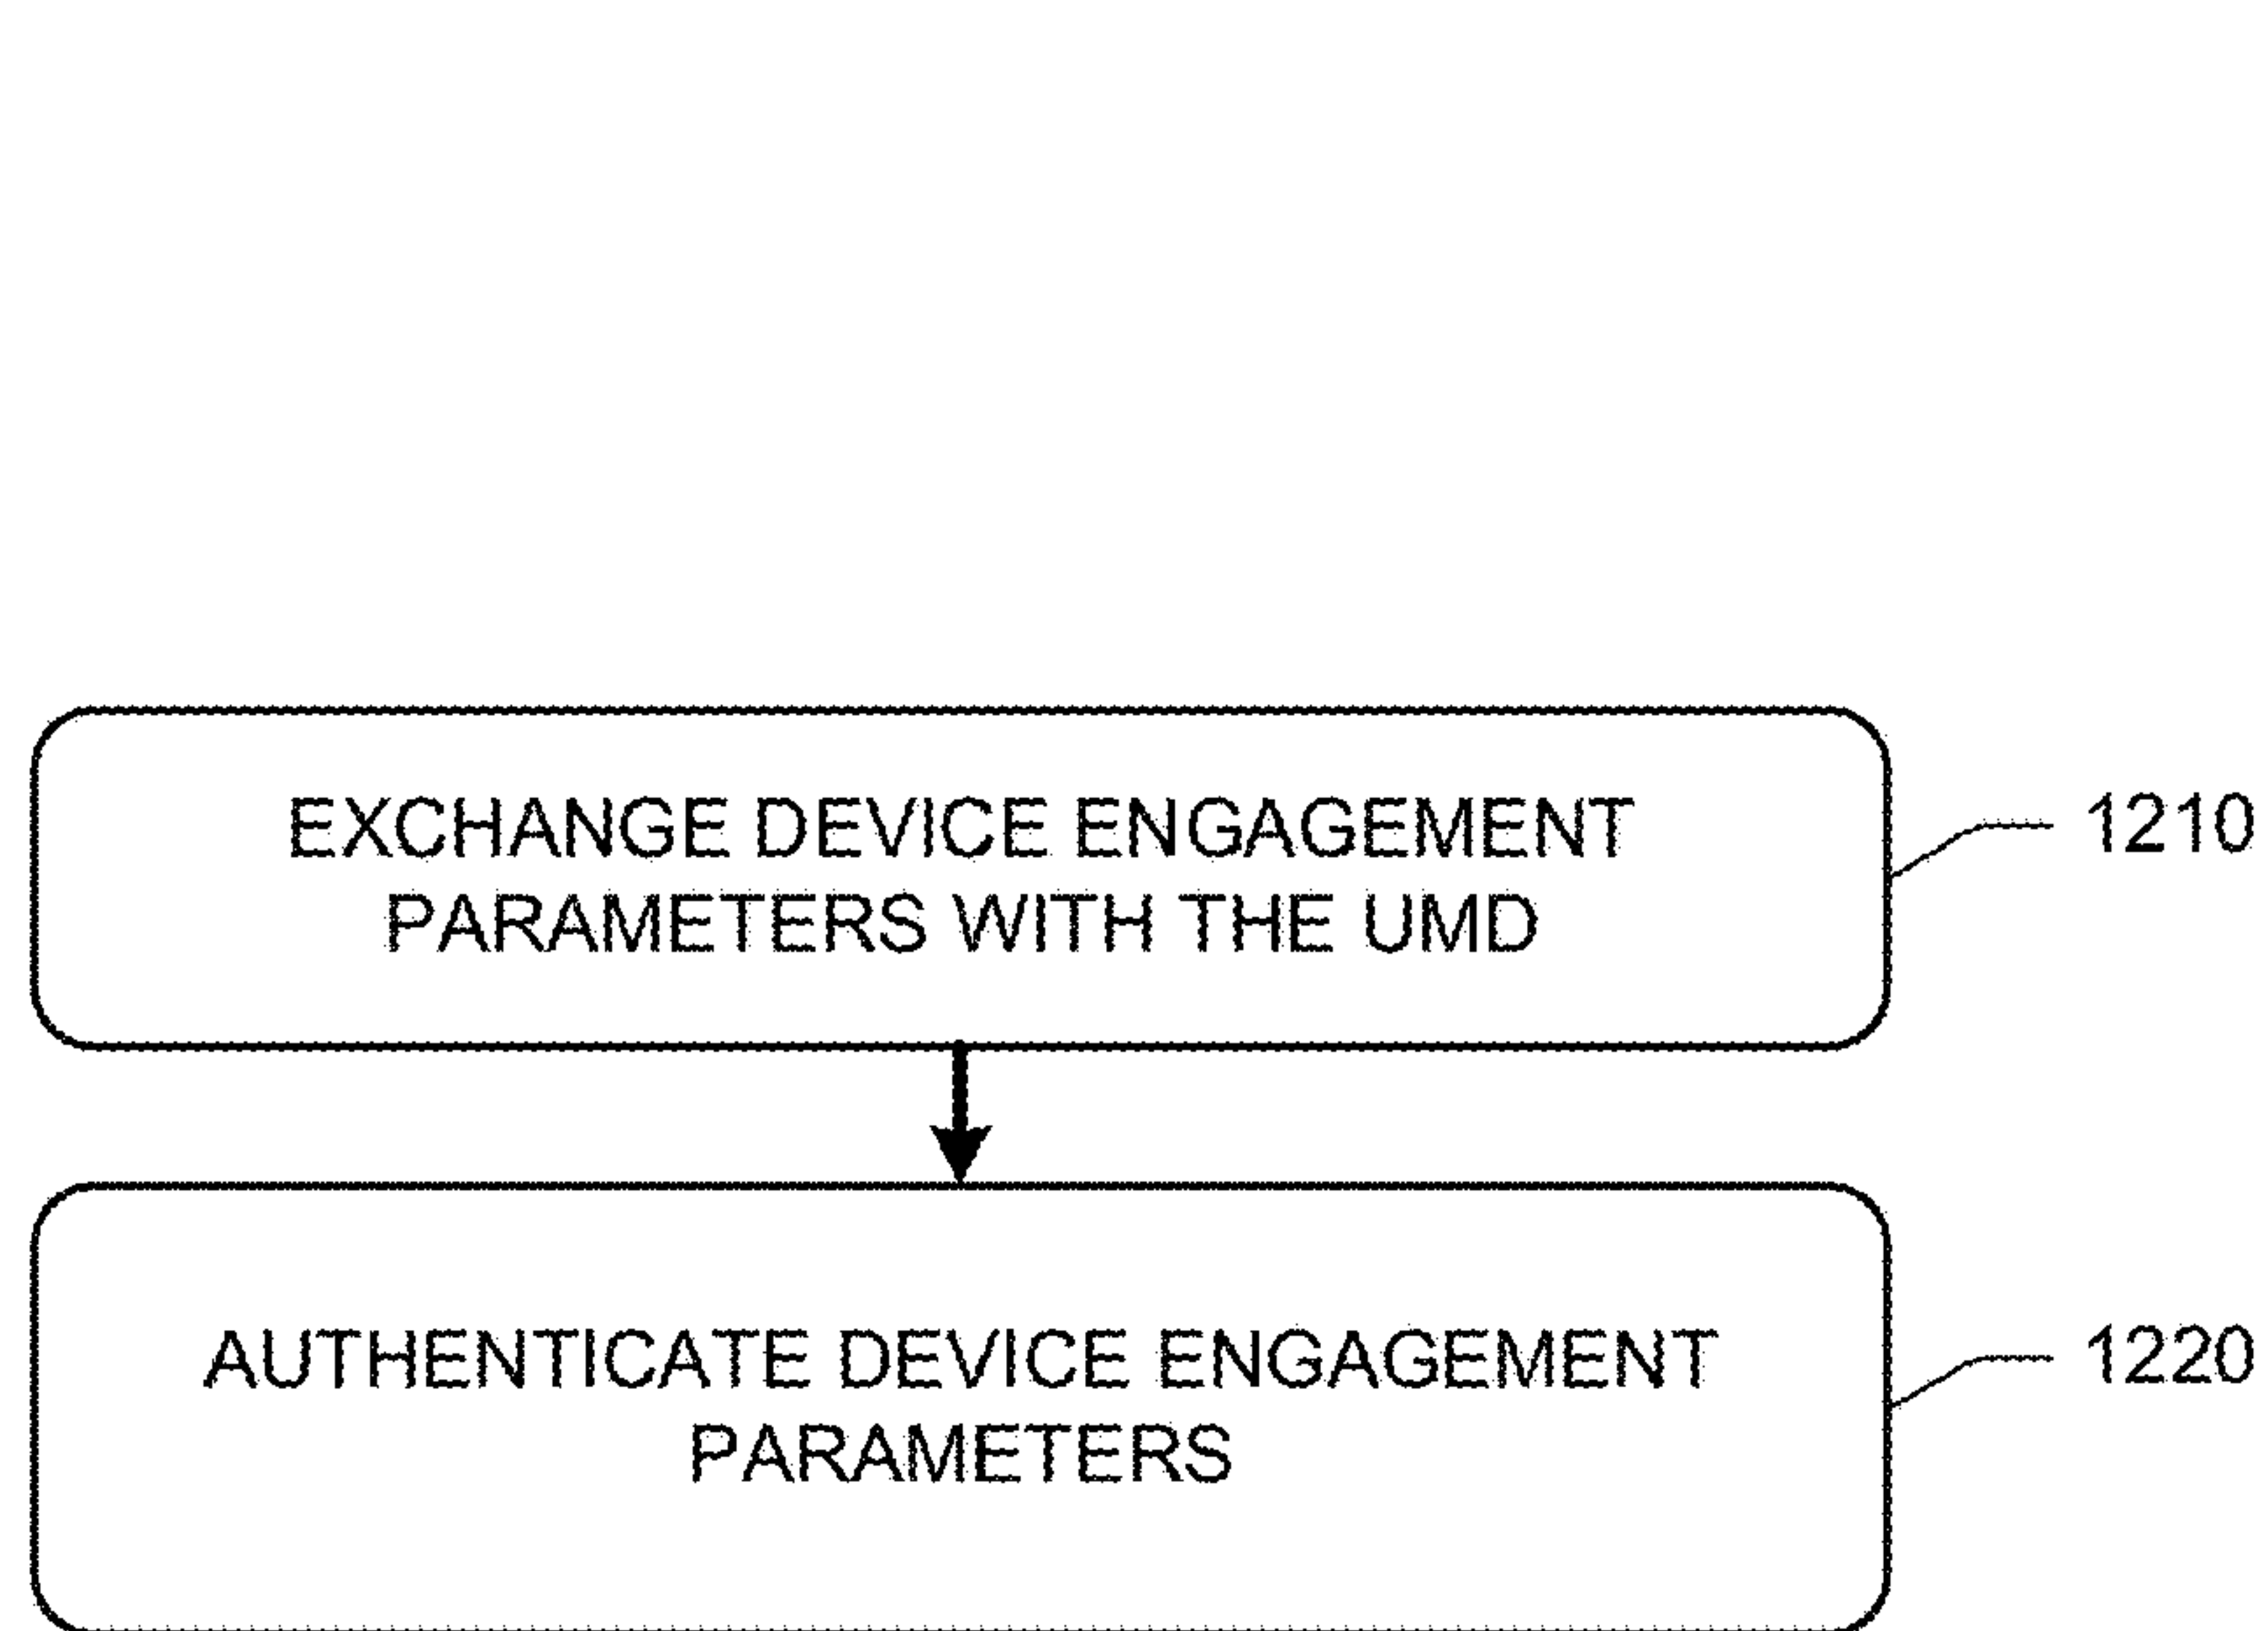 EXCHANGE DEVICE ENGAGEMENT
PARAMETERS WITH THE UMD
1210
AUTHENTICATE DEVICE ENGAGEMENT
PARAMETERS
1220